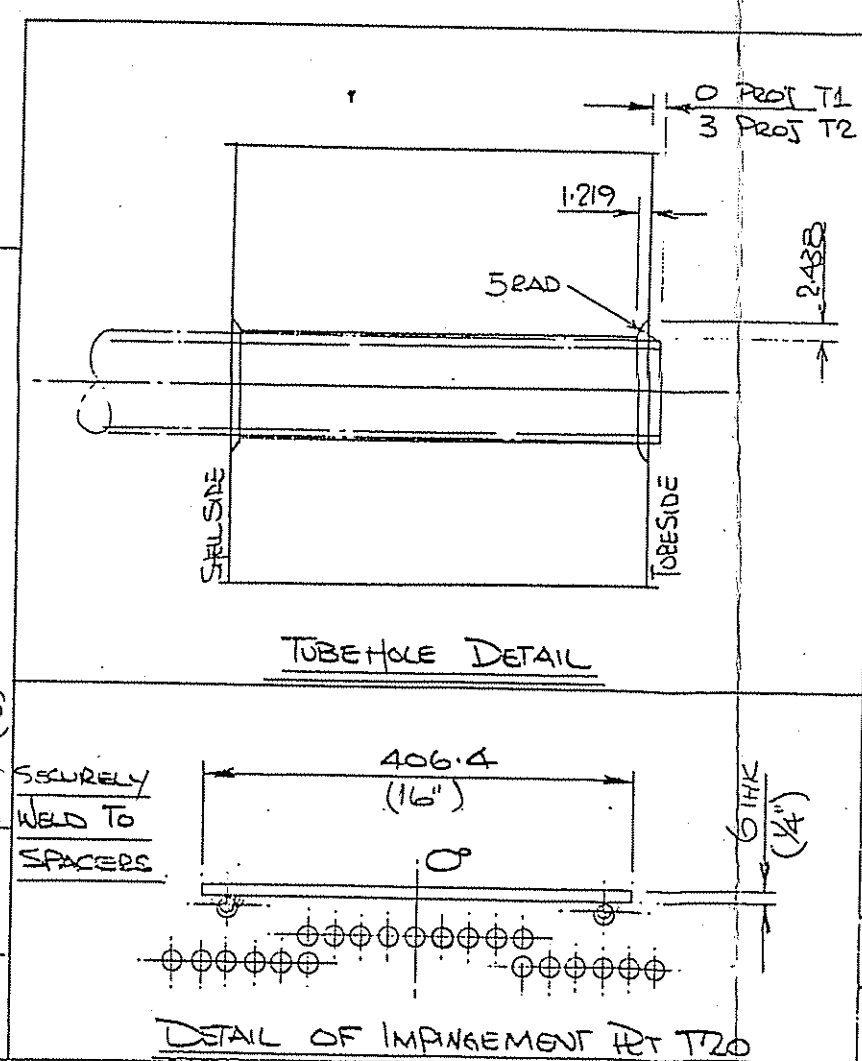 0 PROJ T1
3 PROJ T2
1.219
5 RAD
2.438
SHELLSIDE
TUBESIDE
TUBEHOLE DETAIL
SECURELY
WELD TO
SPACERS
406.4
(16")
6 THK
(1/4")
0°
DETAIL OF IMPINGEMENT PLT T20